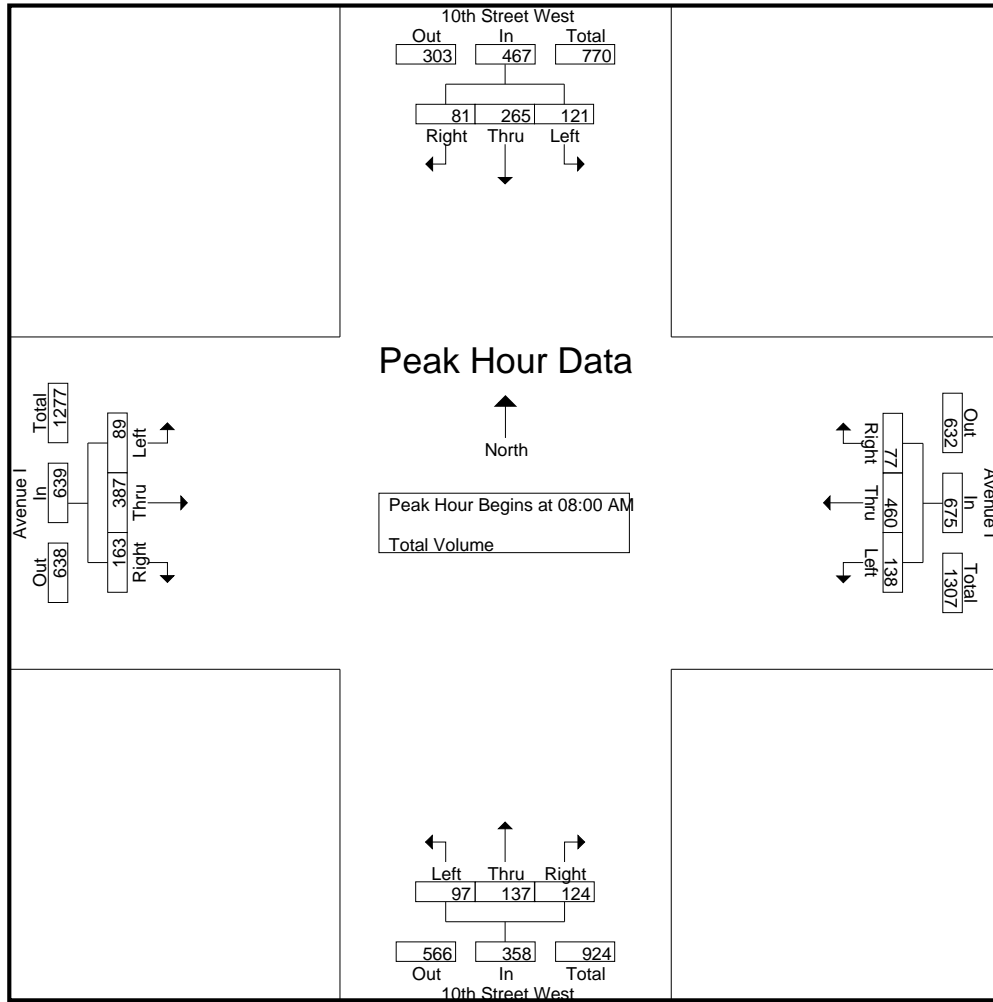 10th Street West
Out In Total
303 467 770
81 265 121
Right Thru Left
Peak Hour Data
North
Peak Hour Begins at 08:00 AM
Total Volume
Avenue I
Total In Out
1277 639 638
89 387 163
Left Thru Right
Right Thru Left
77 460 138
Out In Total
632 675 1307
Avenue I
Left Thru Right
97 137 124
566 358 924
Out In Total
10th Street West